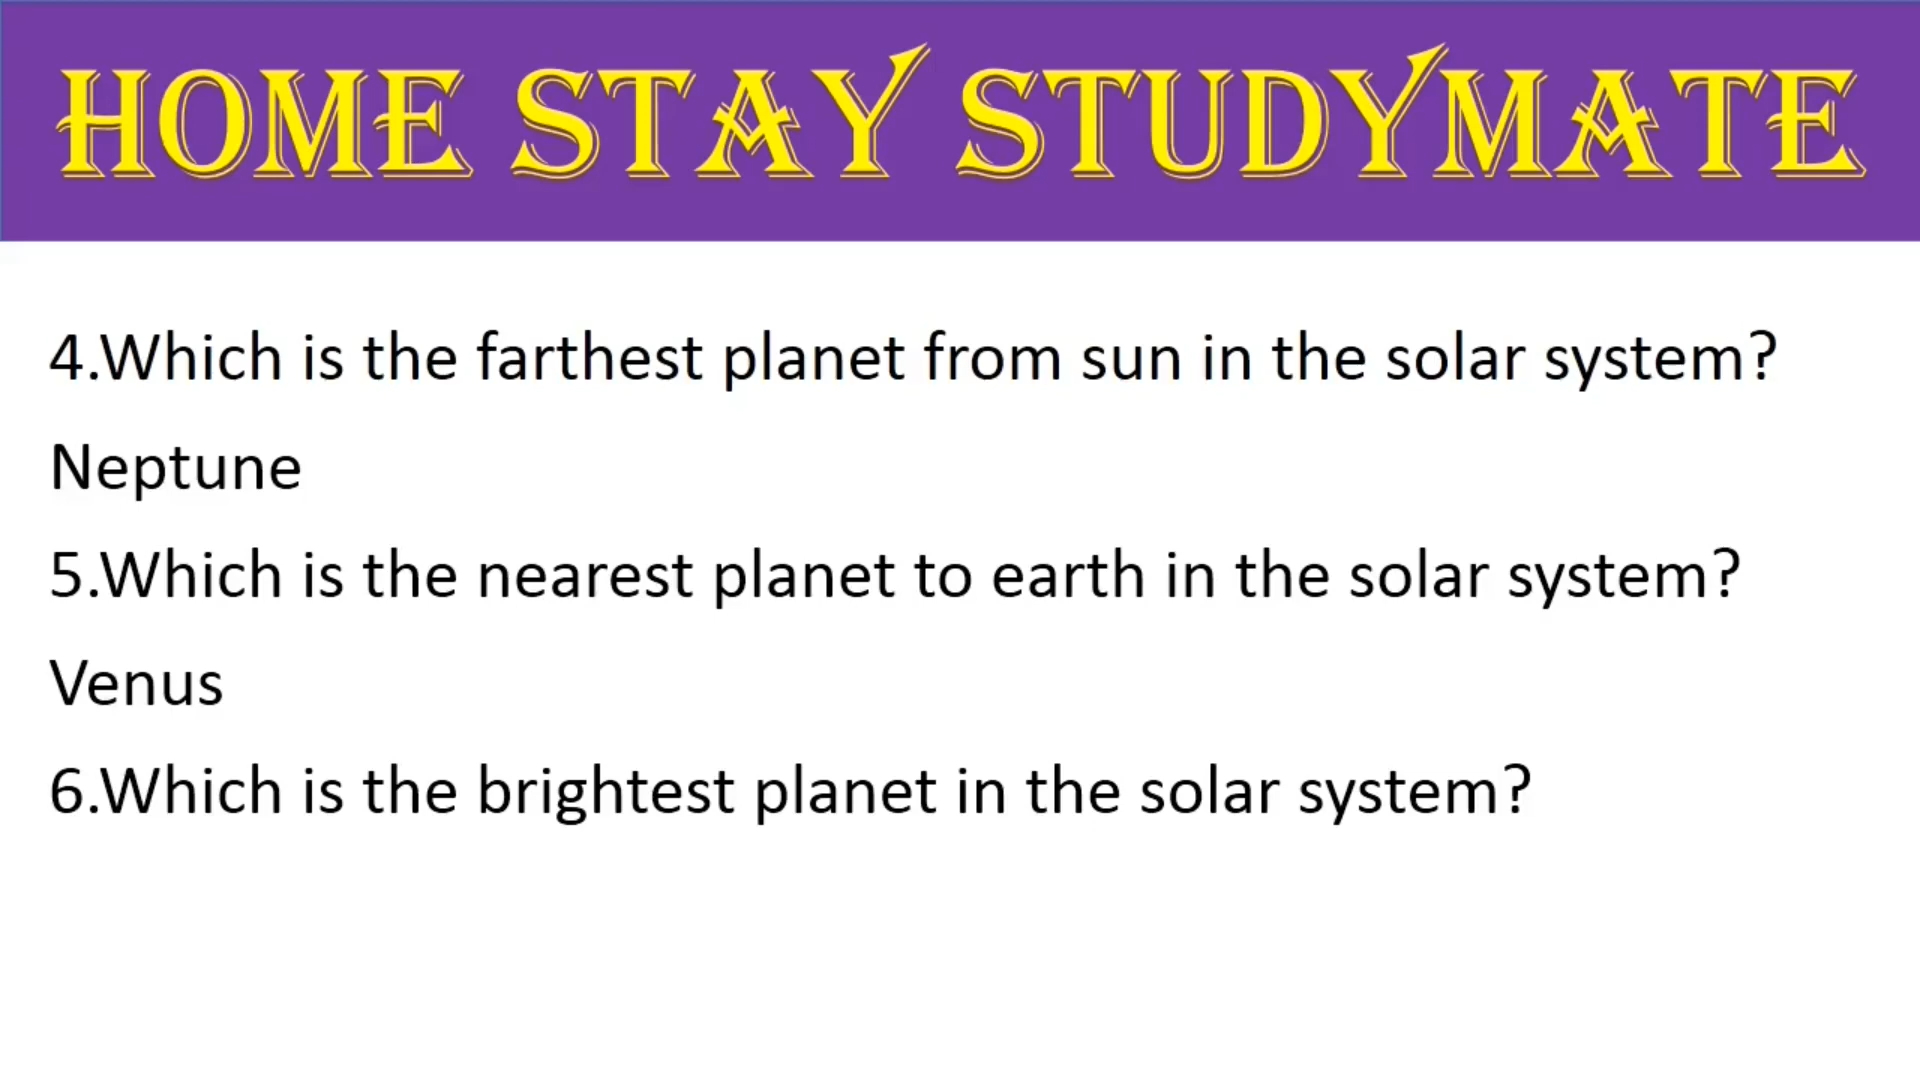 HOME STAY STUDYMATE
4.Which is the farthest planet from sun in the solar system?
Neptune
5.Which is the nearest planet to earth in the solar system?
Venus
6.Which is the brightest planet in the solar system?